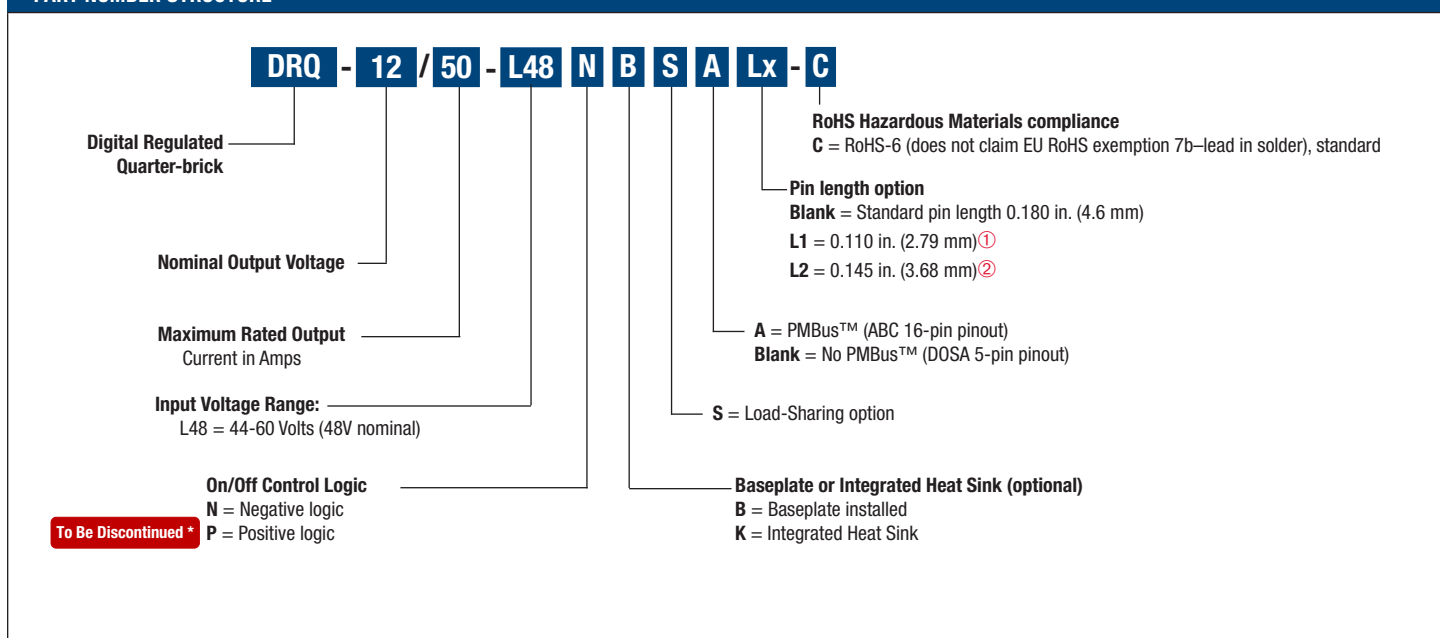 PART NUMBER STRUCTURE
DRQ - 12 / 50 - L48 N B S A Lx - C
Digital Regulated
Quarter-brick
Nominal Output Voltage
Maximum Rated Output
Current in Amps
Input Voltage Range:
L48 = 44-60 Volts (48V nominal)
On/Off Control Logic
N = Negative logic
To Be Discontinued * P = Positive logic
RoHS Hazardous Materials compliance
C = RoHS-6 (does not claim EU RoHS exemption 7b–lead in solder), standard
Pin length option
Blank = Standard pin length 0.180 in. (4.6 mm)
L1 = 0.110 in. (2.79 mm)①
L2 = 0.145 in. (3.68 mm)②
A = PMBus™ (ABC 16-pin pinout)
Blank = No PMBus™ (DOSA 5-pin pinout)
S = Load-Sharing option
Baseplate or Integrated Heat Sink (optional)
B = Baseplate installed
K = Integrated Heat Sink